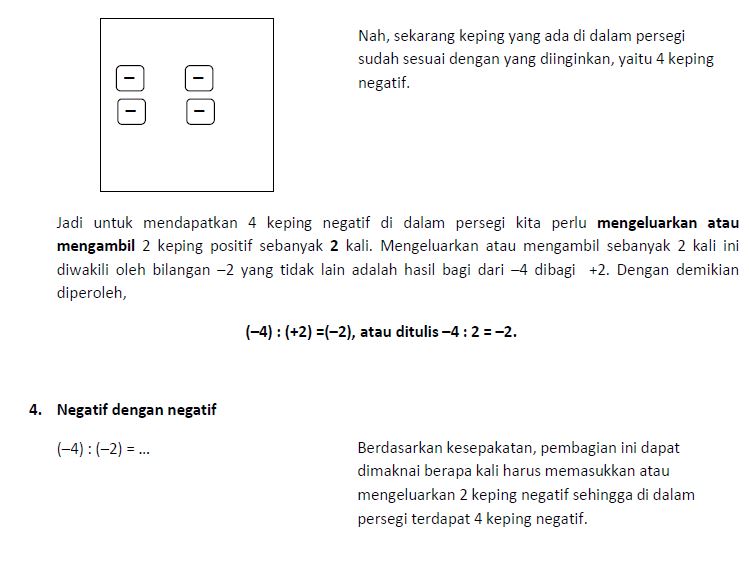 Nah, sekarang keping yang ada di dalam persegi
sudah sesuai dengan yang diinginkan, yaitu 4 keping
negatif.
– –
– –
Jadi untuk mendapatkan 4 keping negatif di dalam persegi kita perlu mengeluarkan atau
mengambil 2 keping positif sebanyak 2 kali. Mengeluarkan atau mengambil sebanyak 2 kali ini
diwakili oleh bilangan –2 yang tidak lain adalah hasil bagi dari –4 dibagi +2. Dengan demikian
diperoleh,
(–4) : (+2) =(–2), atau ditulis –4 : 2 = –2.
4. Negatif dengan negatif
(–4) : (–2) = ...
Berdasarkan kesepakatan, pembagian ini dapat
dimaknai berapa kali harus memasukkan atau
mengeluarkan 2 keping negatif sehingga di dalam
persegi terdapat 4 keping negatif.